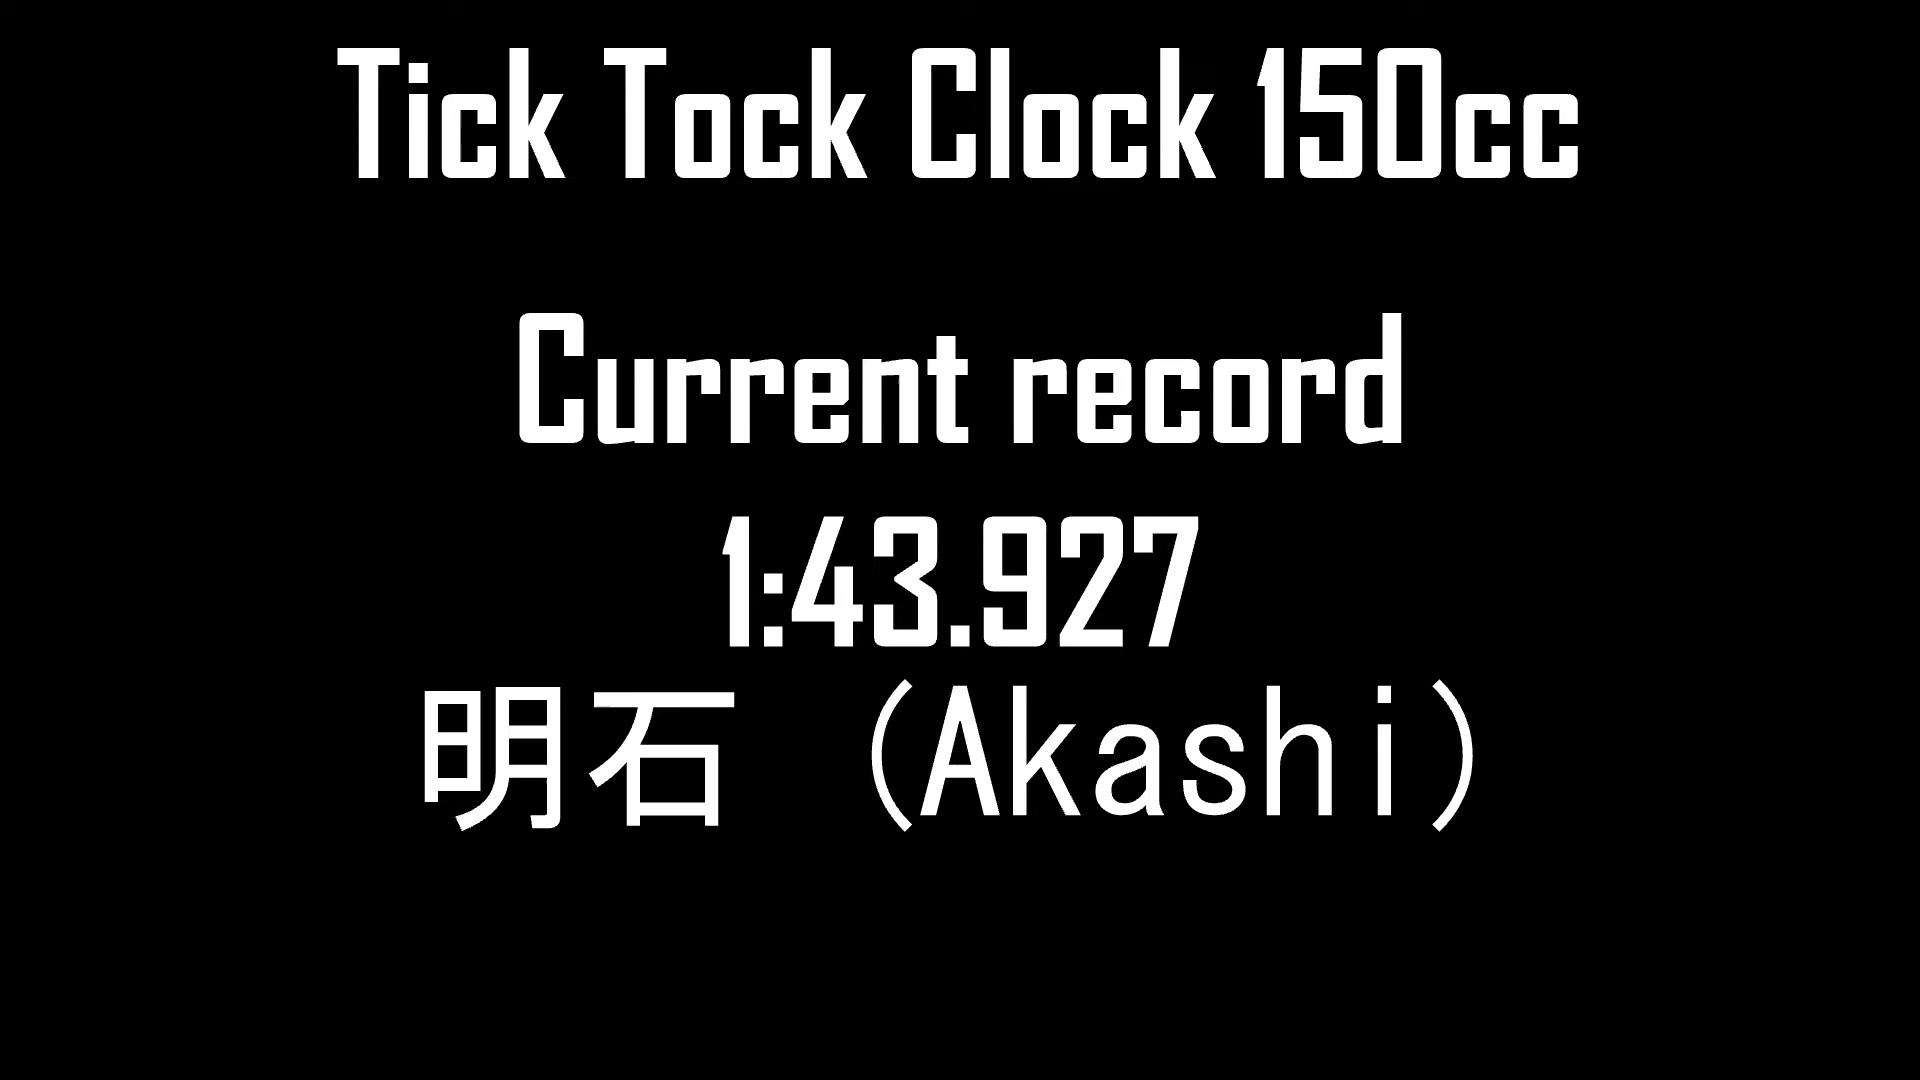 Tick Tock Clock 150cc
Current record
1:43.927
明石 (Akashi)